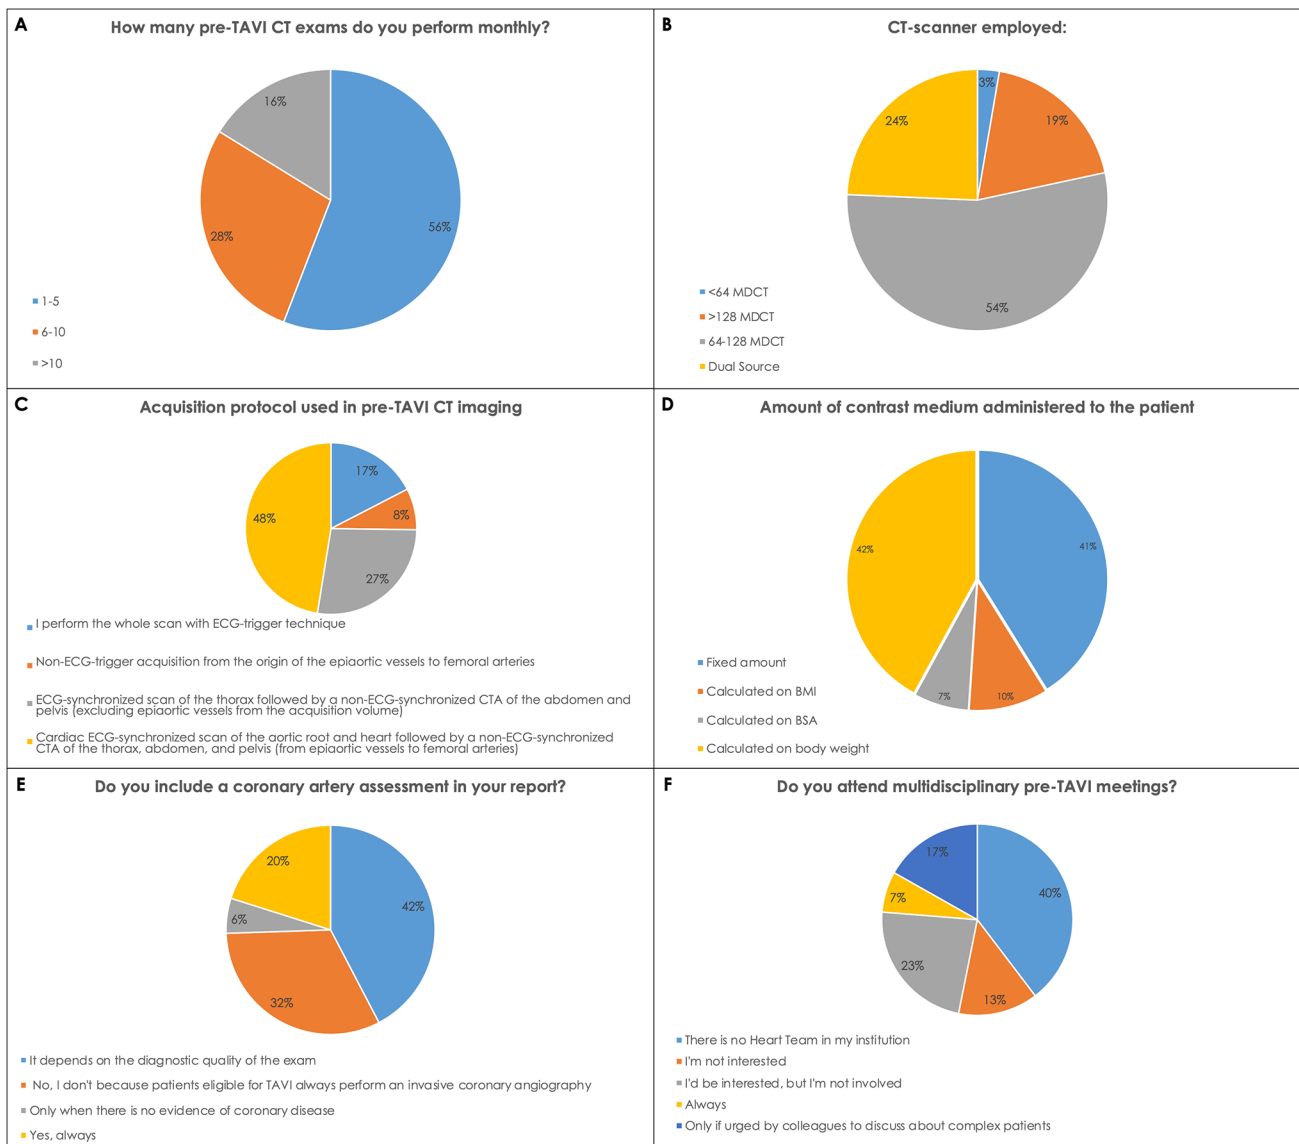 A
How many pre-TAVI CT exams do you perform monthly?
16%
56%
28%
1-5
6-10
>10
B
CT-scanner employed:
3%
19%
24%
54%
<64 MDCT
>128 MDCT
64-128 MDCT
Dual Source
C
Acquisition protocol used in pre-TAVI CT imaging
17%
8%
48%
27%
I perform the whole scan with ECG-trigger technique
Non-ECG-trigger acquisition from the origin of the epiaortic vessels to femoral arteries
ECG-synchronized scan of the thorax followed by a non-ECG-synchronized CTA of the abdomen and
pelvis (excluding epiaortic vessels from the acquisition volume)
Cardiac ECG-synchronized scan of the aortic root and heart followed by a non-ECG-synchronized
CTA of the thorax, abdomen, and pelvis (from epiaortic vessels to femoral arteries)
D
Amount of contrast medium administered to the patient
42%
41%
7%
10%
Fixed amount
Calculated on BMI
Calculated on BSA
Calculated on body weight
E
Do you include a coronary artery assessment in your report?
20%
42%
6%
32%
It depends on the diagnostic quality of the exam
No, I don't because patients eligible for TAVI always perform an invasive coronary angiography
Only when there is no evidence of coronary disease
Yes, always
F
Do you attend multidisciplinary pre-TAVI meetings?
17%
40%
7%
23%
13%
There is no Heart Team in my institution
I'm not interested
I'd be interested, but I'm not involved
Always
Only if urged by colleagues to discuss about complex patients